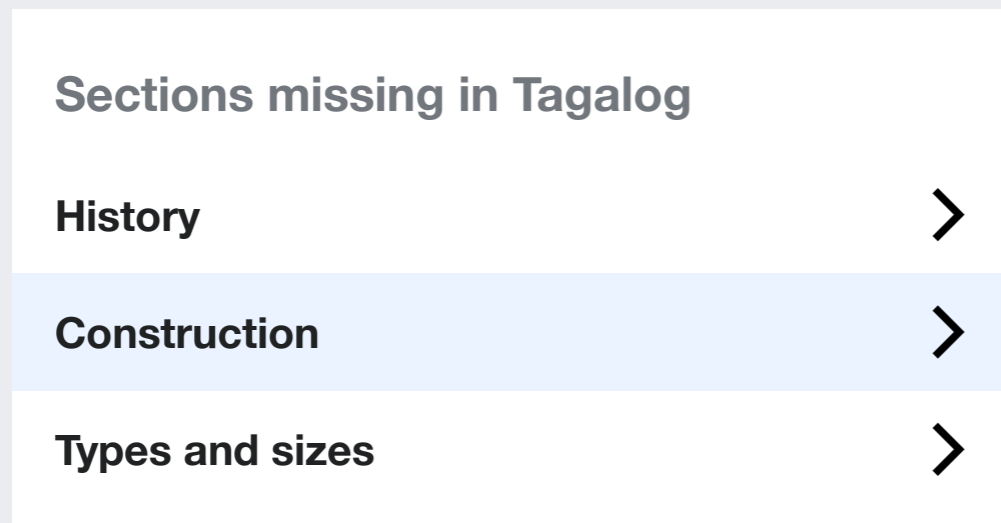 Sections missing in Tagalog
History
Construction
Types and sizes